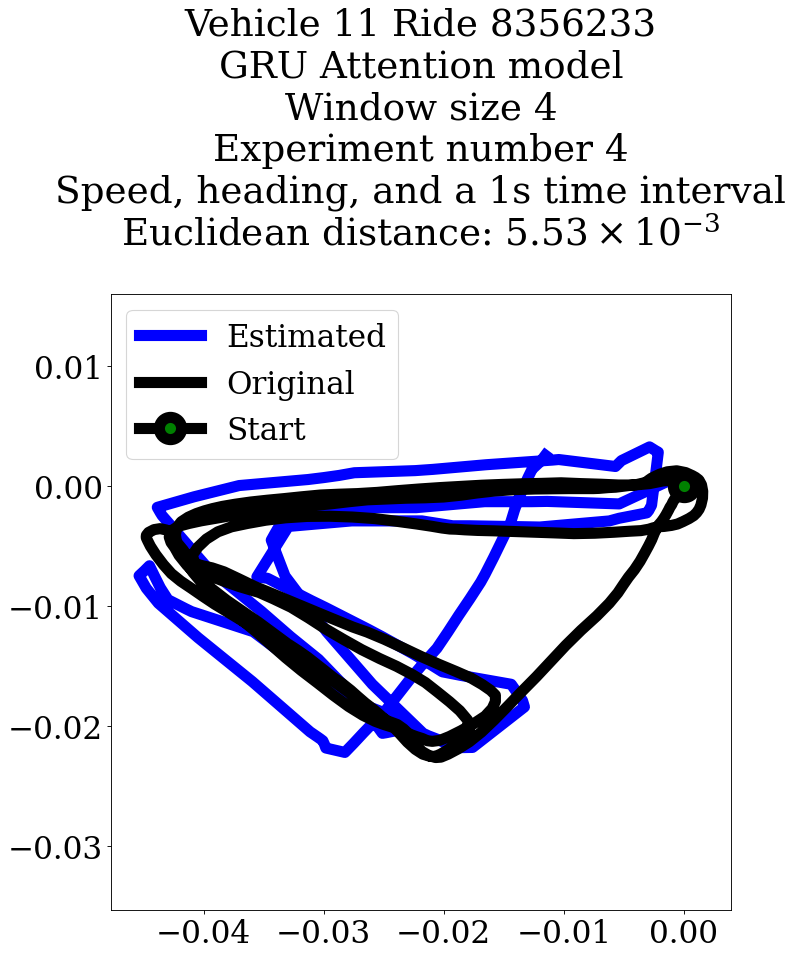 Vehicle 11 Ride 8356233
GRU Attention model
Window size 4
Experiment number 4
Speed, heading, and a 1s time interval
Euclidean distance: 5.53 × 10⁻³
Estimated
Original
Start
0.01
0.00
−0.01
−0.02
−0.03
−0.04 −0.03 −0.02 −0.01 0.00